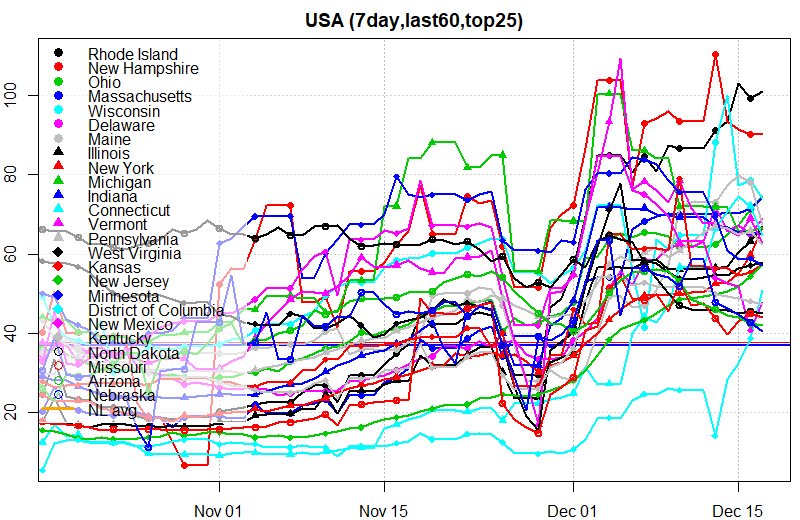 USA (7day,last60,top25)
Rhode Island
New Hampshire
Ohio
Massachusetts
Wisconsin
Delaware
Maine
Illinois
New York
Michigan
Indiana
Connecticut
Vermont
Pennsylvania
West Virginia
Kansas
New Jersey
Minnesota
District of Columbia
New Mexico
Kentucky
North Dakota
Missouri
Arizona
Nebraska
NL avg
100
80
60
40
20
Nov 01
Nov 15
Dec 01
Dec 15